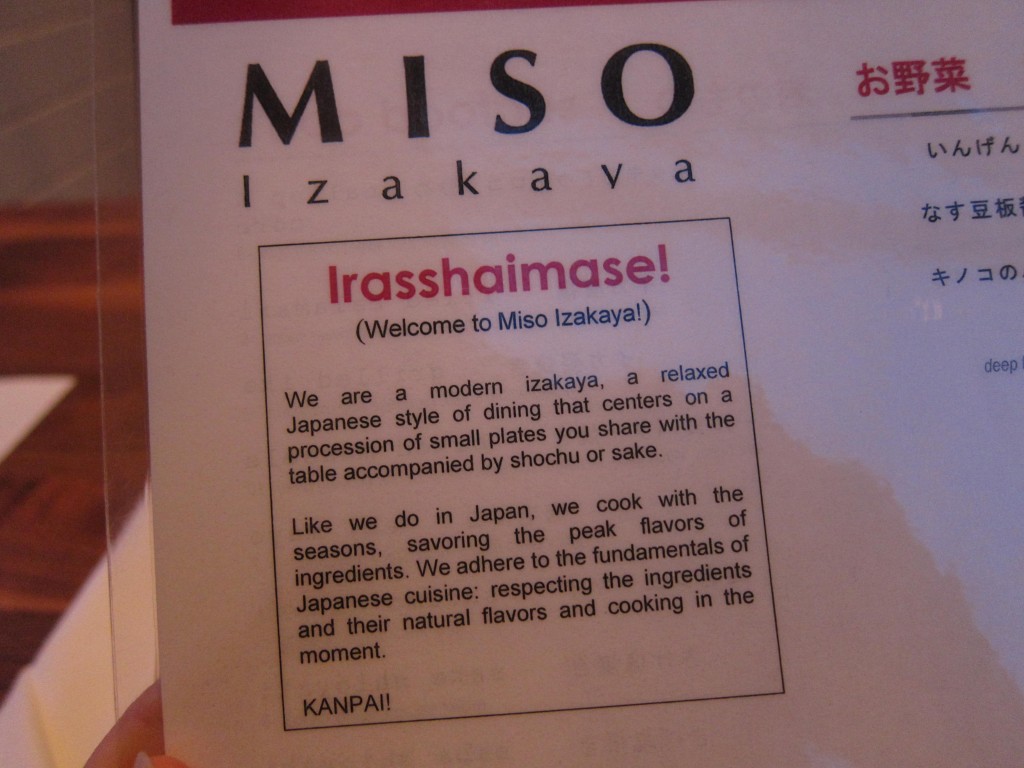 MISO
Izakaya
Irasshaimase!
(Welcome to Miso Izakaya!)
We are a modern izakaya, a relaxed
Japanese style of dining that centers on a
procession of small plates you share with the
table accompanied by shochu or sake.
Like we do in Japan, we cook with the
seasons, savoring the peak flavors of
ingredients. We adhere to the fundamentals of
Japanese cuisine: respecting the ingredients
and their natural flavors and cooking in the
moment.
KANPAI!
お野菜
いんげん
なす豆板
キノコの
deep